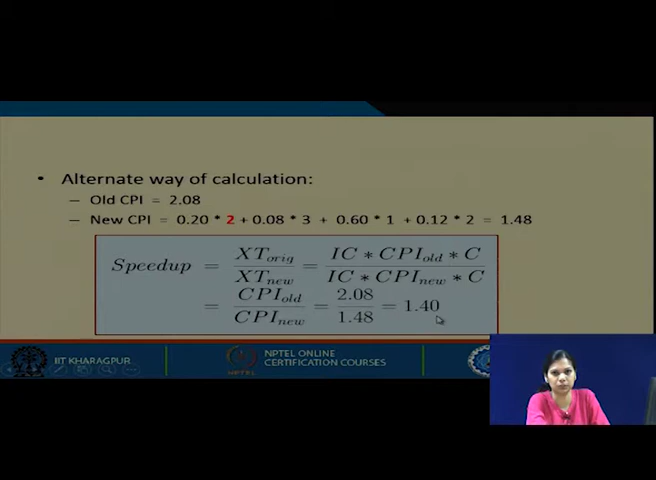 • Alternate way of calculation:
– Old CPI = 2.08
– New CPI = 0.20 * 2 + 0.08 * 3 + 0.60 * 1 + 0.12 * 2 = 1.48
Speedup = XT_orig / XT_new = IC * CPI_old * C / IC * CPI_new * C
= CPI_old / CPI_new = 2.08 / 1.48 = 1.40
IIT KHARAGPUR
NPTEL ONLINE
CERTIFICATION COURSES
NPTEL